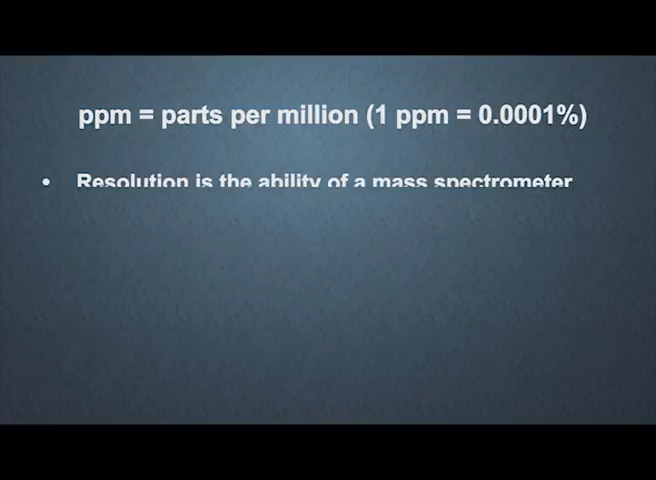 ppm = parts per million (1 ppm = 0.0001%)
• Resolution is the ability of a mass spectrometer